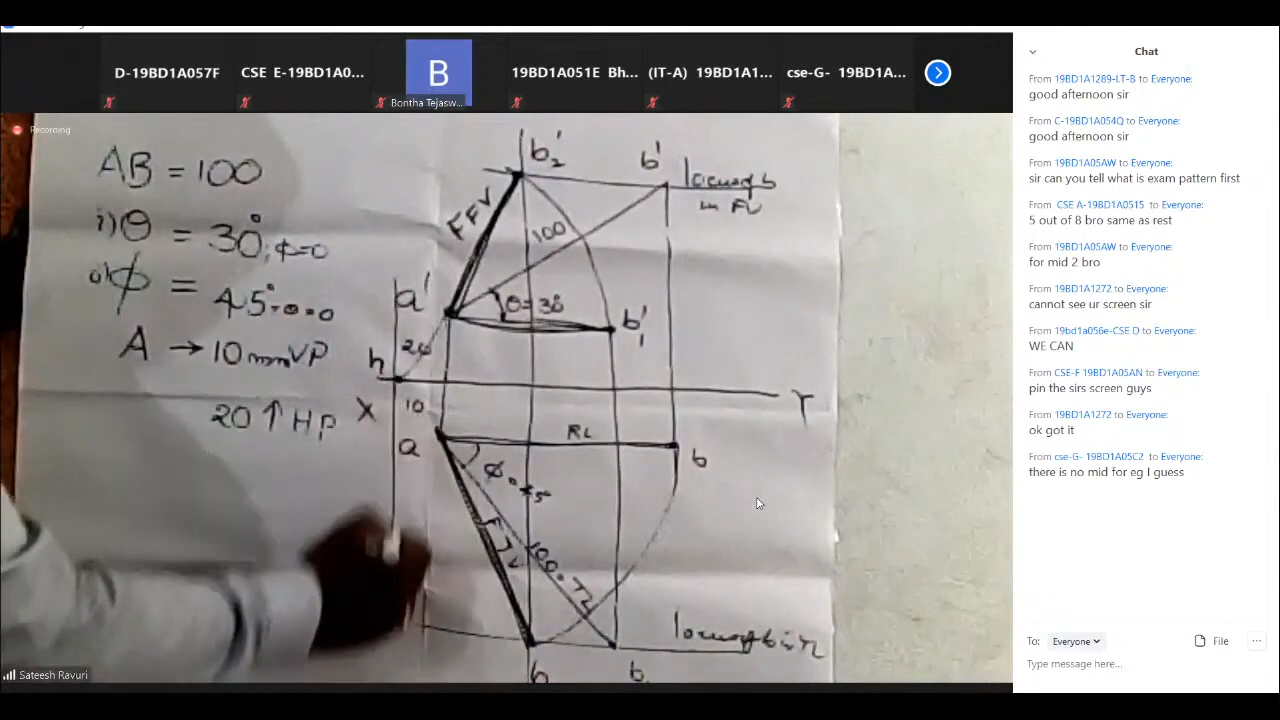 D-19BD1A057F
CSE E-19BD1A0...
B
Bontha Tejasw...
19BD1A051E Bh...
(IT-A) 19BD1A1...
cse-G- 19BD1A...
Recording
AB = 100
i) θ = 30°; ϕ=0
ii) ϕ = 45° θ=0
A → 10mm VP
20 ↑ HP
b₂'
b'
locus of b
in FV
FFV
100
a'
θ=30
b₁'
20
h
X
Y
10
a
RL
b
ϕ=45
FTV
100.TL
locus of b in TV
b
b
Sateesh Ravuri
Chat
From 19BD1A1289-I.T-B to Everyone:
good afternoon sir
From C-19BD1A054Q to Everyone:
good afternoon sir
From 19BD1A05AW to Everyone:
sir can you tell what is exam pattern first
From CSE A-19BD1A0515 to Everyone:
5 out of 8 bro same as rest
From 19BD1A05AW to Everyone:
for mid 2 bro
From 19BD1A1272 to Everyone:
cannot see ur screen sir
From 19bd1a056e-CSE D to Everyone:
WE CAN
From CSE-F 19BD1A05AN to Everyone:
pin the sirs screen guys
From 19BD1A1272 to Everyone:
ok got it
From cse-G- 19BD1A05C2 to Everyone:
there is no mid for eg I guess
To: Everyone
File
Type message here...